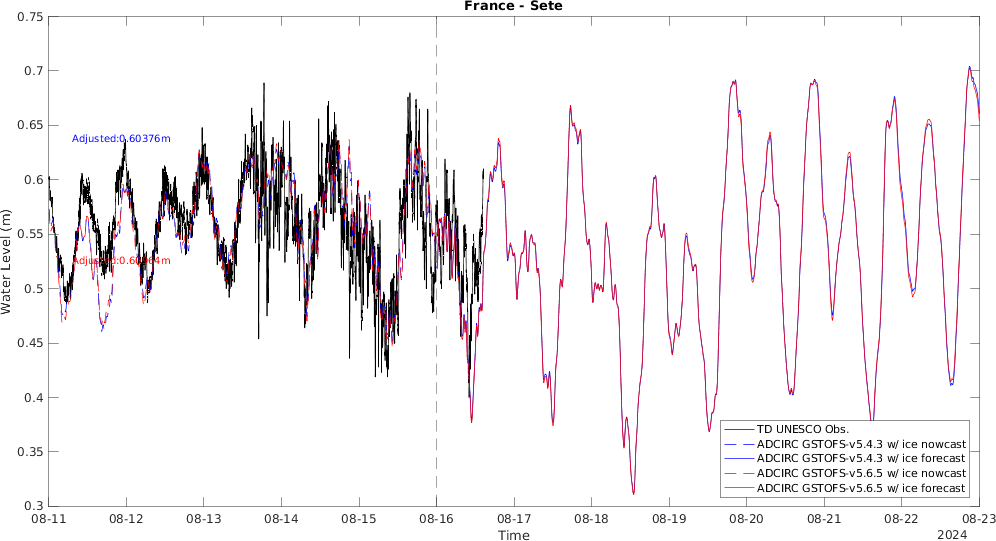 France - Sete
0.75
0.7
0.65
0.6
0.55
0.5
0.45
0.4
0.35
0.3
Water Level (m)
Adjusted:0.60376m
TD UNESCO Obs.
ADCIRC GSTOFS-v5.4.3 w/ ice nowcast
ADCIRC GSTOFS-v5.4.3 w/ ice forecast
ADCIRC GSTOFS-v5.6.5 w/ ice nowcast
ADCIRC GSTOFS-v5.6.5 w/ ice forecast
08-11 08-12 08-13 08-14 08-15 08-16 08-17 08-18 08-19 08-20 08-21 08-22 08-23
Time
2024